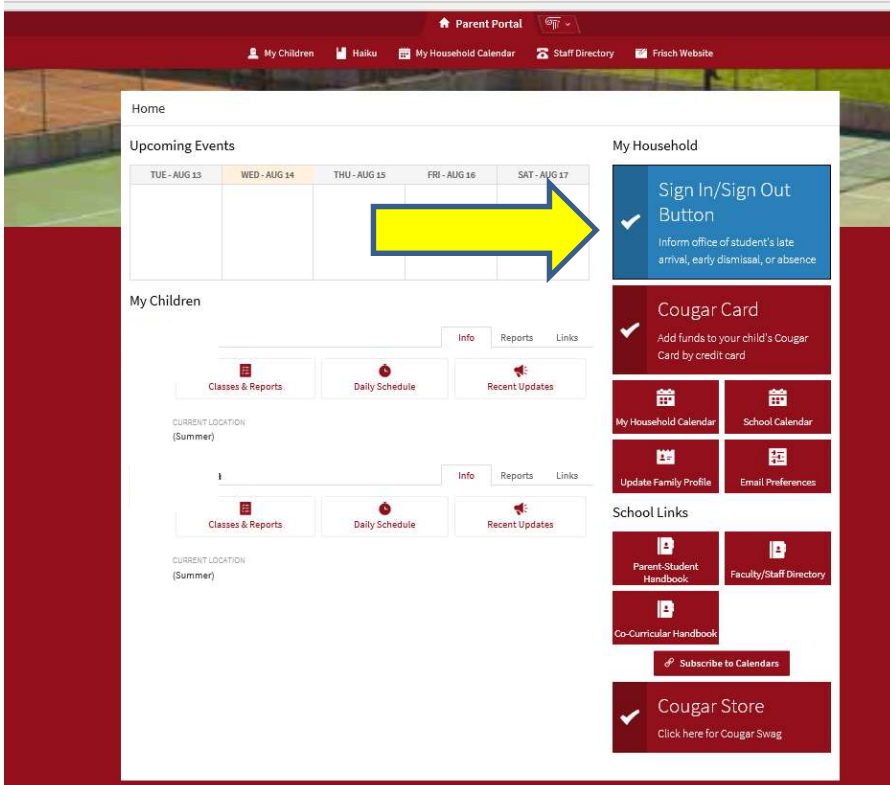 Parent Portal
My Children Haiku My Household Calendar Staff Directory Frisch Website
Home
Upcoming Events
TUE - AUG 13 WED - AUG 14 THU - AUG 15 FRI - AUG 16 SAT - AUG 17
My Children
Info Reports Links
Classes & Reports Daily Schedule Recent Updates
CURRENT LOCATION
(Summer)
Info Reports Links
Classes & Reports Daily Schedule Recent Updates
CURRENT LOCATION
(Summer)
My Household
Sign In/Sign Out
Button
Inform office of student's late
arrival, early dismissal, or absence
Cougar Card
Add funds to your child's Cougar
Card by credit card
My Household Calendar School Calendar
Update Family Profile Email Preferences
School Links
Parent-Student
Handbook
Faculty/Staff Directory
Co-Curricular Handbook
Subscribe to Calendars
Cougar Store
Click here for Cougar Swag